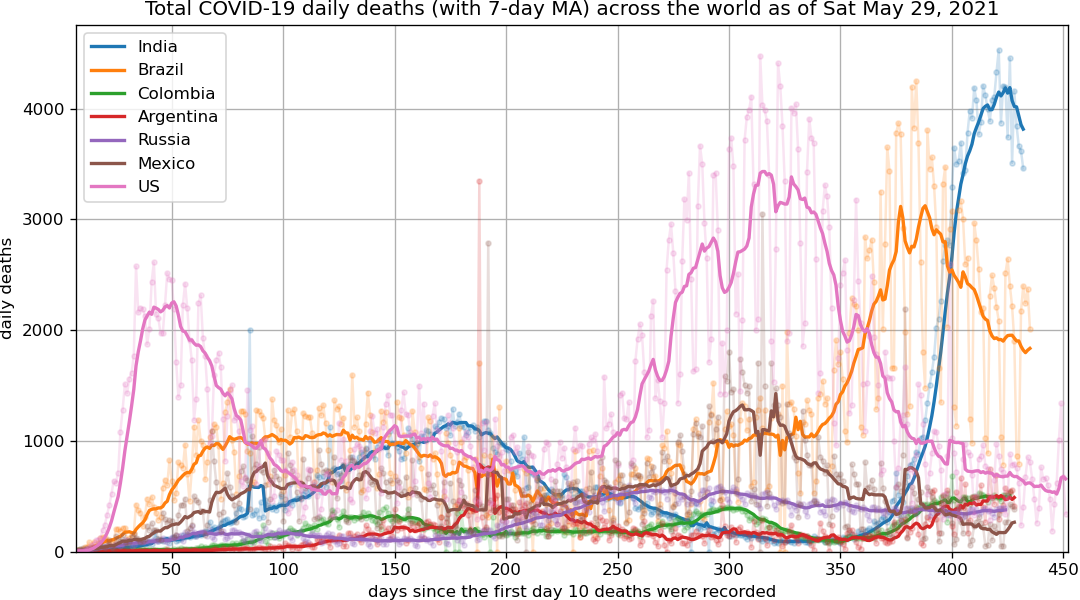 Total COVID-19 daily deaths (with 7-day MA) across the world as of Sat May 29, 2021
India
Brazil
Colombia
Argentina
Russia
Mexico
US
4000
3000
2000
1000
0
daily deaths
50 100 150 200 250 300 350 400 450
days since the first day 10 deaths were recorded